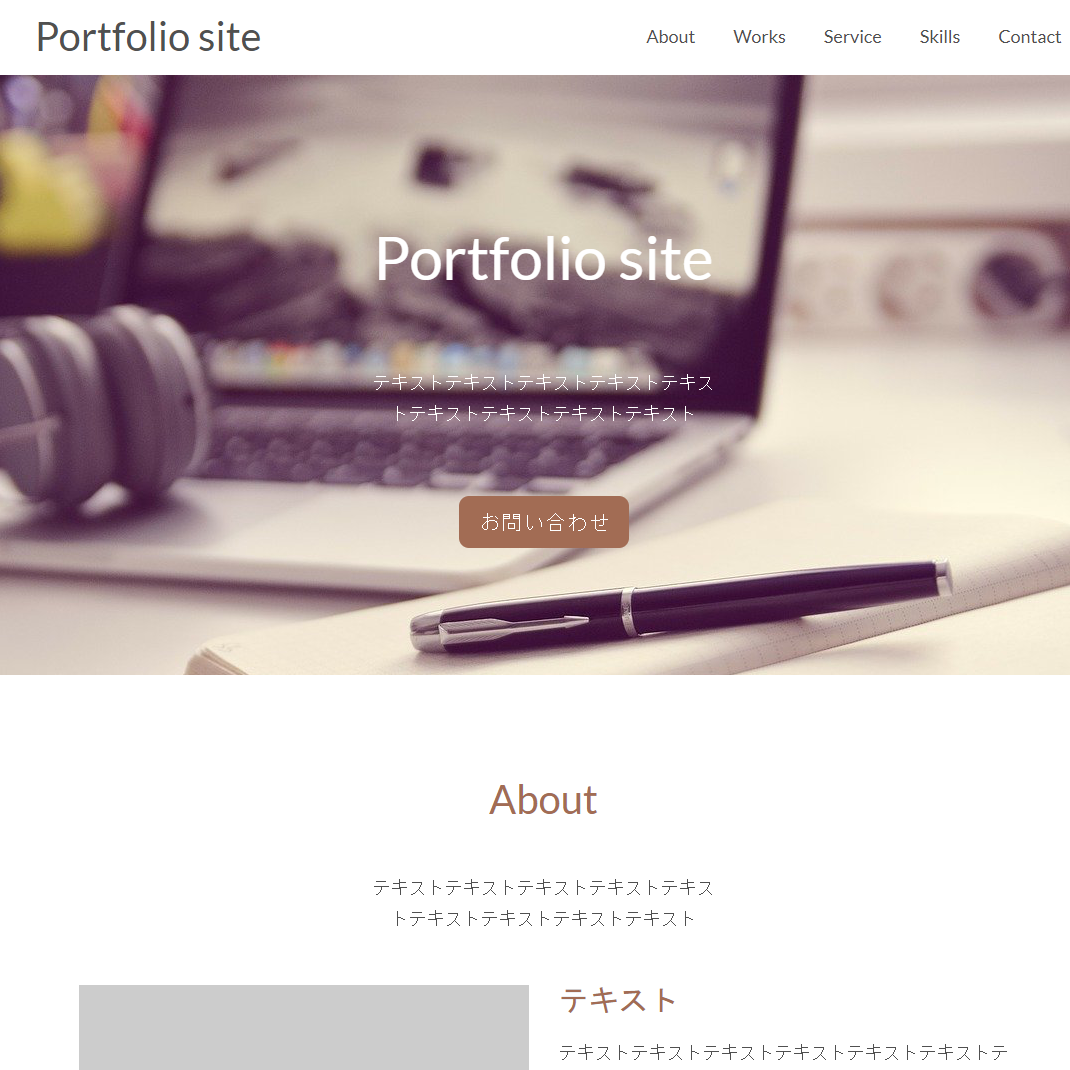 Portfolio site
About Works Service Skills Contact
Portfolio site
テキストテキストテキストテキストテキス
トテキストテキストテキストテキスト
お問い合わせ
About
テキストテキストテキストテキストテキス
トテキストテキストテキストテキスト
テキスト
テキストテキストテキストテキストテキストテキストテ